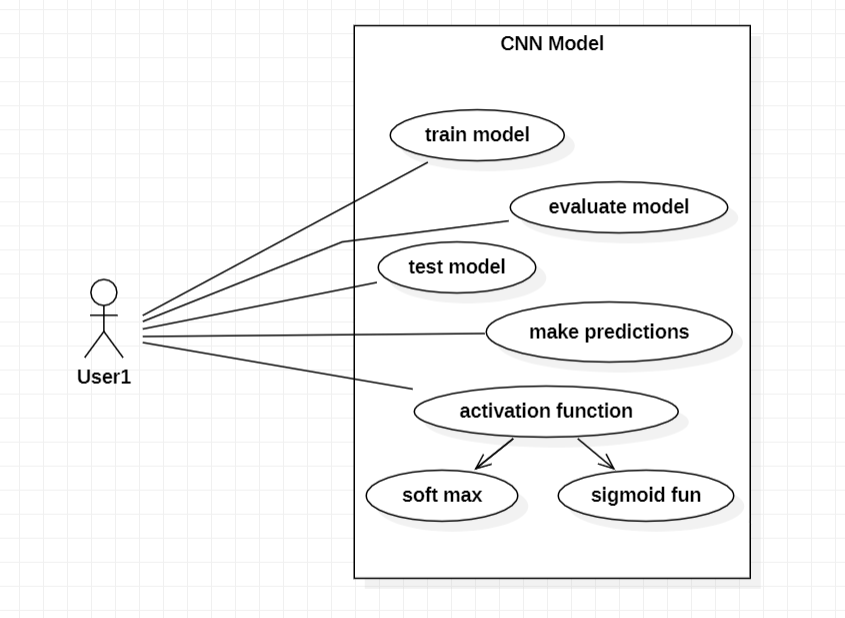 CNN Model
train model
evaluate model
test model
make predictions
User1
activation function
soft max
sigmoid fun